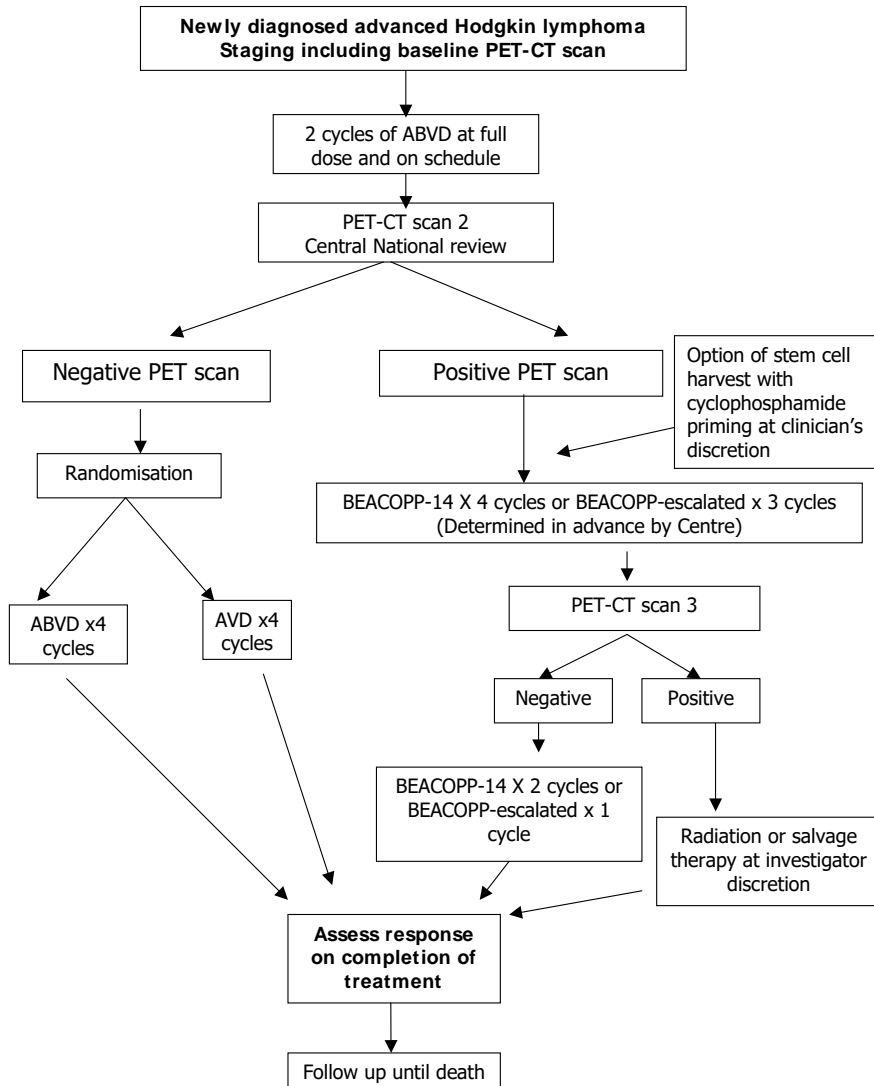 Newly diagnosed advanced Hodgkin lymphoma
Staging including baseline PET-CT scan
2 cycles of ABVD at full
dose and on schedule
PET-CT scan 2
Central National review
Negative PET scan
Positive PET scan
Option of stem cell
harvest with
cyclophosphamide
priming at clinician's
discretion
Randomisation
BEACOPP-14 X 4 cycles or BEACOPP-escalated x 3 cycles
(Determined in advance by Centre)
ABVD x4
cycles
AVD x4
cycles
PET-CT scan 3
Negative
Positive
BEACOPP-14 X 2 cycles or
BEACOPP-escalated x 1
cycle
Radiation or salvage
therapy at investigator
discretion
Assess response
on completion of
treatment
Follow up until death